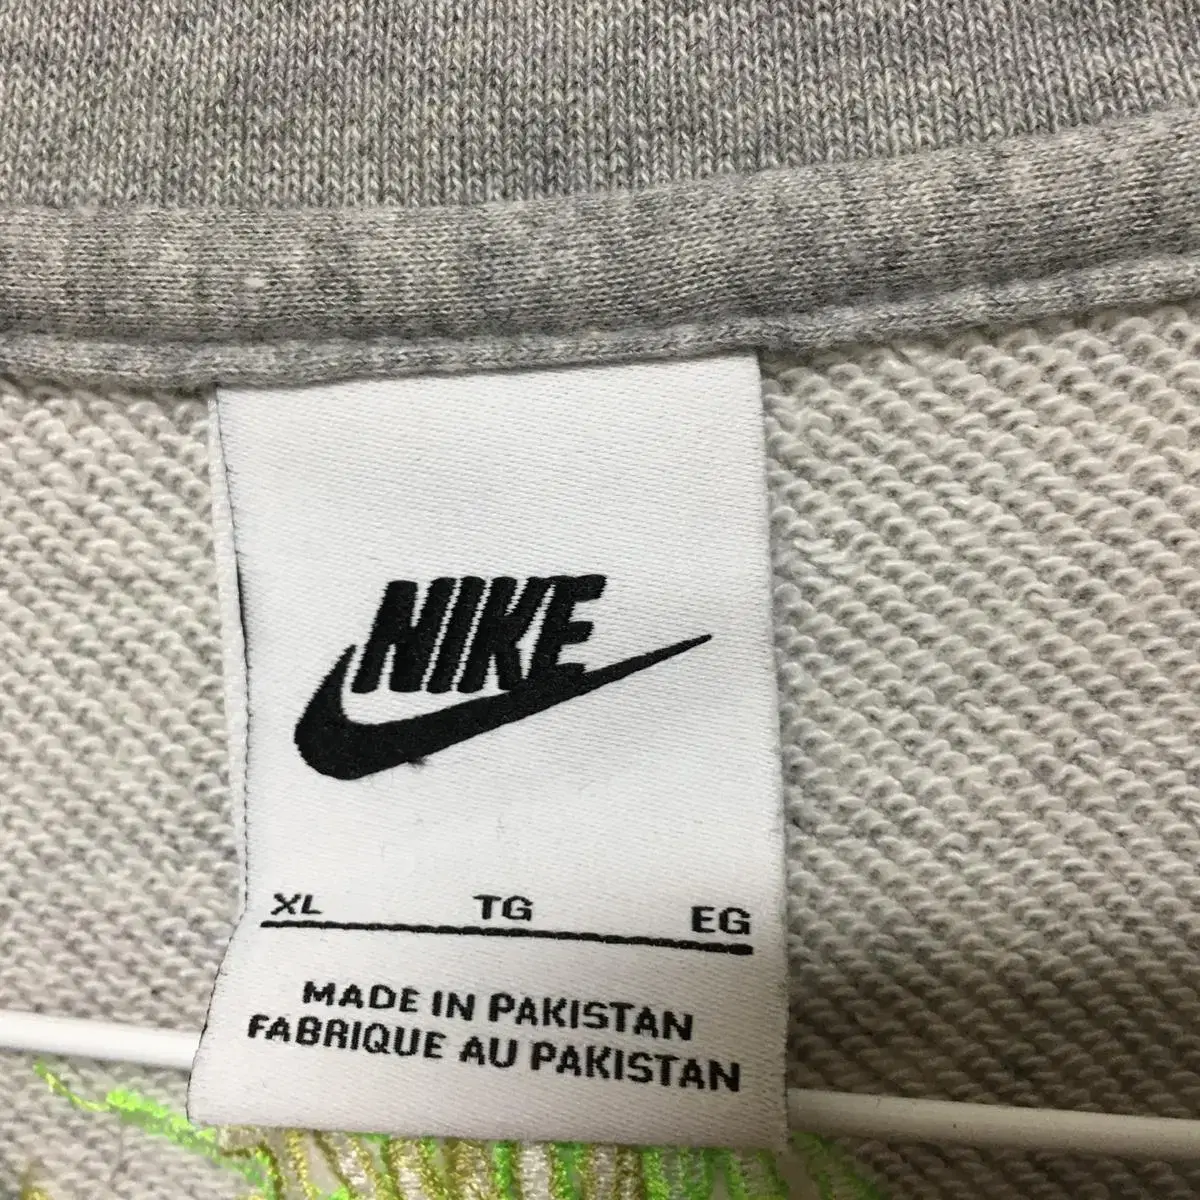 NIKE
XL TG EG
MADE IN PAKISTAN
FABRIQUE AU PAKISTAN